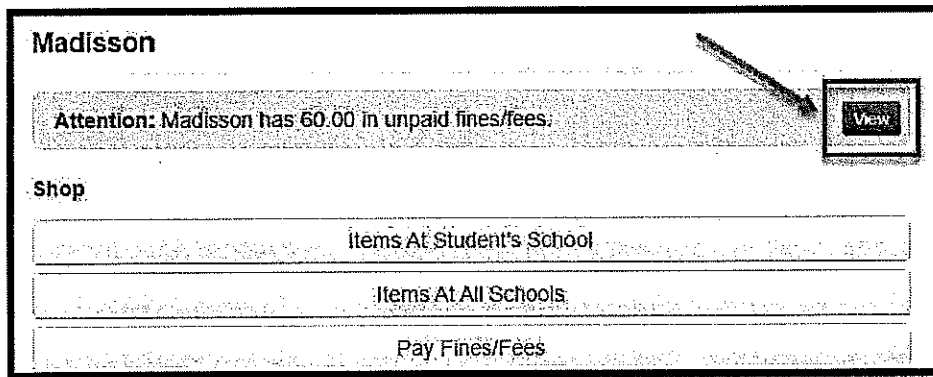 Madisson
Attention: Madisson has 60.00 in unpaid fines/fees.
View
Shop
Items At Student's School
Items At All Schools
Pay Fines/Fees